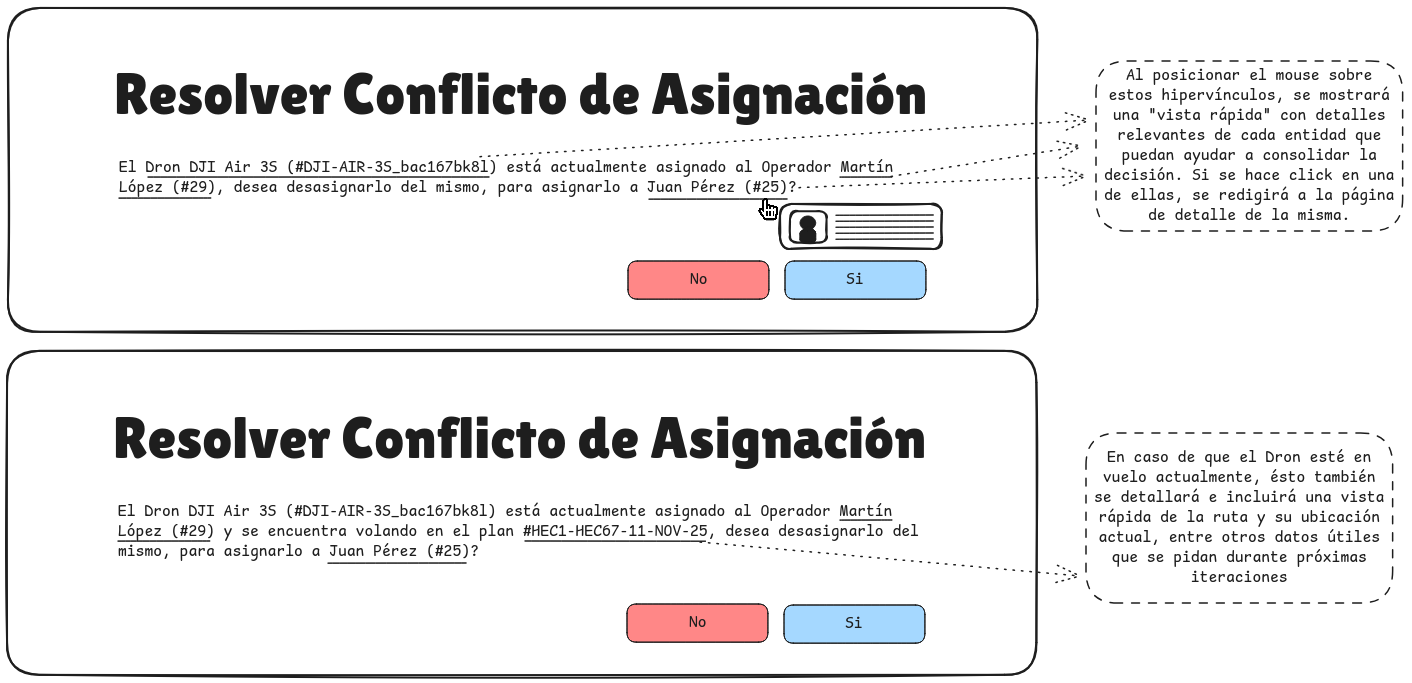 Resolver Conflicto de Asignación
El Dron DJI Air 3S (#DJI-AIR-3S_bac167bk8l) está actualmente asignado al Operador Martín
López (#29), desea desasignarlo del mismo, para asignarlo a Juan Pérez (#25)?
No
Si
Al posicionar el mouse sobre
estos hipervínculos, se mostrará
una "vista rápida" con detalles
relevantes de cada entidad que
puedan ayudar a consolidar la
decisión. Si se hace click en una
de ellas, se redigirá a la página
de detalle de la misma.
Resolver Conflicto de Asignación
El Dron DJI Air 3S (#DJI-AIR-3S_bac167bk8l) está actualmente asignado al Operador Martín
López (#29) y se encuentra volando en el plan #HEC1-HEC67-11-NOV-25, desea desasignarlo del
mismo, para asignarlo a Juan Pérez (#25)?
No
Si
En caso de que el Dron esté en
vuelo actualmente, ésto también
se detallará e incluirá una vista
rápida de la ruta y su ubicación
actual, entre otros datos útiles
que se pidan durante próximas
iteraciones